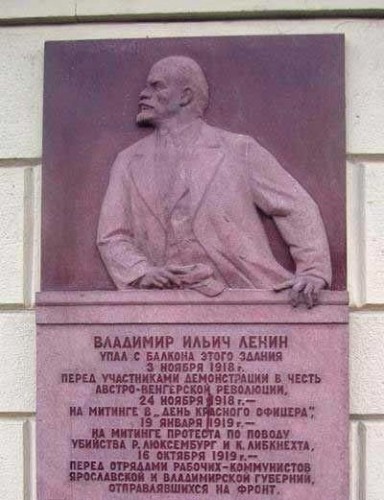 ВЛАДИМИР ИЛЬИЧ ЛЕНИН
УПАЛ С БАЛКОНА ЭТОГО ЗДАНИЯ
3 НОЯБРЯ 1918 г.
ПЕРЕД УЧАСТНИКАМИ ДЕМОНСТРАЦИИ В ЧЕСТЬ
АВСТРО-ВЕНГЕРСКОЙ РЕВОЛЮЦИИ,
24 НОЯБРЯ 1918 г.—
НА МИТИНГЕ В „ДЕНЬ КРАСНОГО ОФИЦЕРА",
19 ЯНВАРЯ 1919 г.—
НА МИТИНГЕ ПРОТЕСТА ПО ПОВОДУ
УБИЙСТВА Р. ЛЮКСЕМБУРГ И К. ЛИБКНЕХТА,
16 ОКТЯБРЯ 1919 г.—
ПЕРЕД ОТРЯДАМИ РАБОЧИХ-КОММУНИСТОВ
ЯРОСЛАВСКОЙ И ВЛАДИМИРСКОЙ ГУБЕРНИЙ,
ОТПРАВЛЯВШИХСЯ НА ФРОНТ.